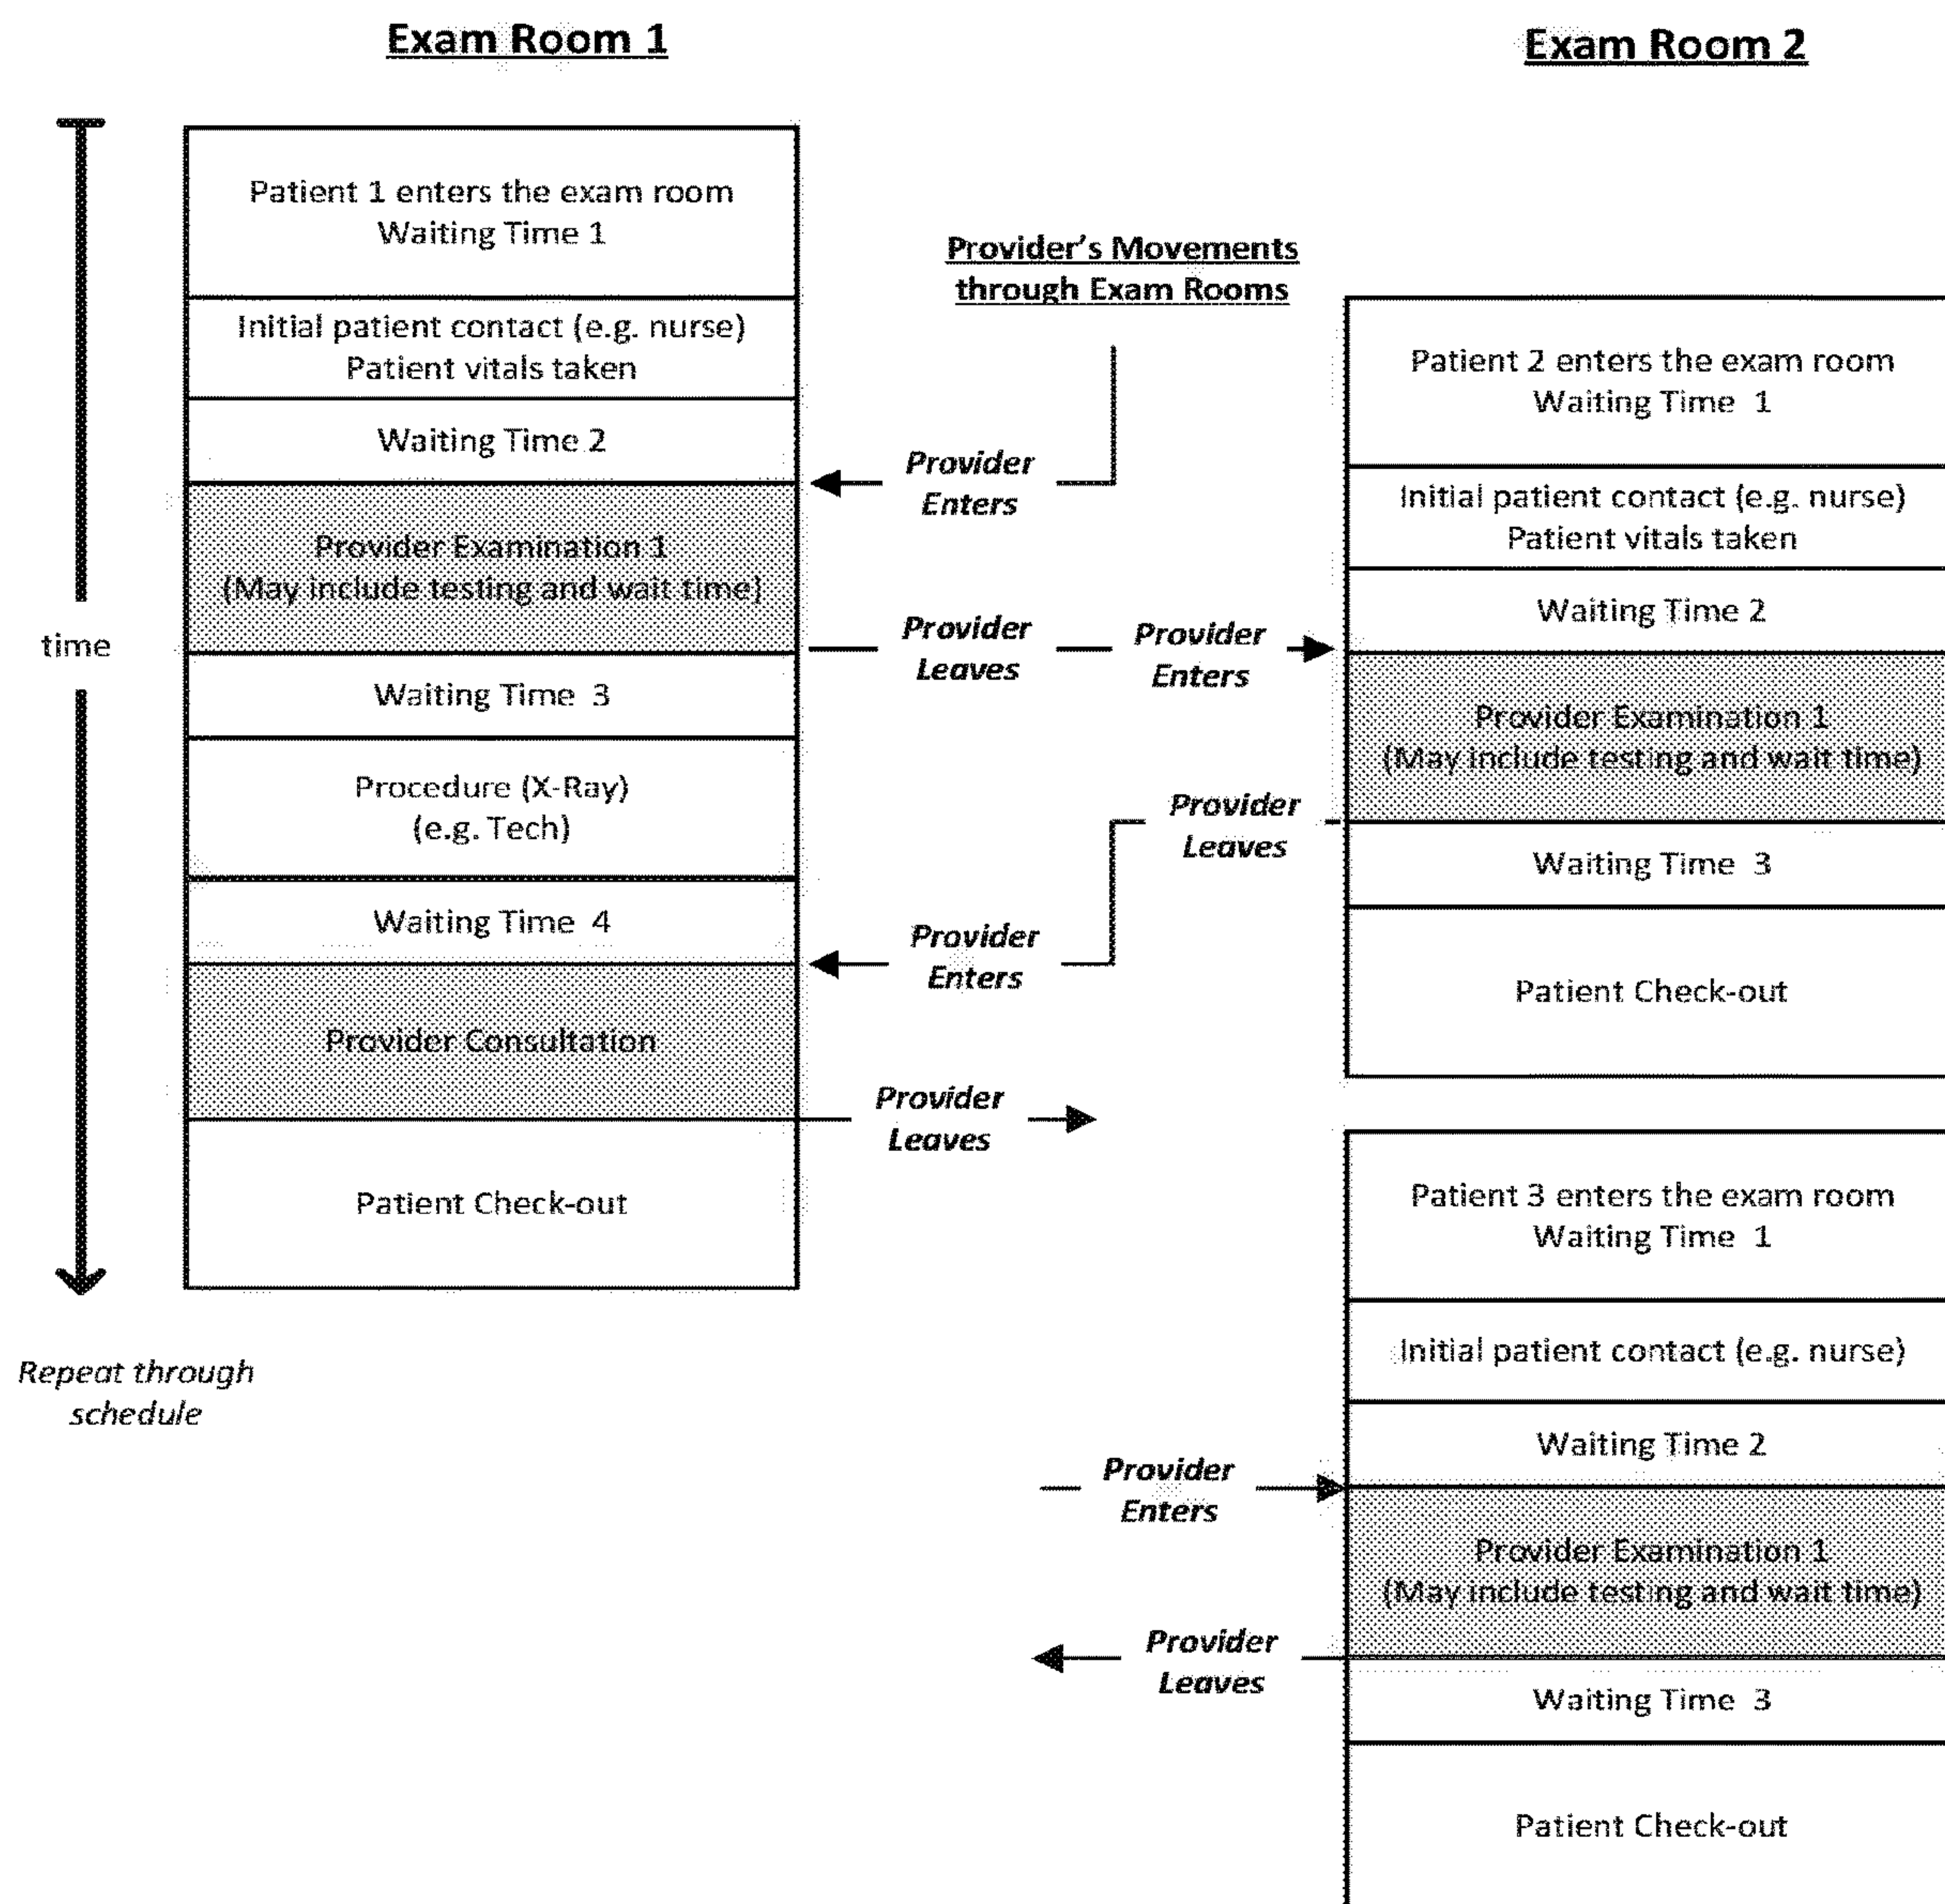 Exam Room 1
Exam Room 2
time
Repeat through
schedule
Patient 1 enters the exam room
Waiting Time 1
Initial patient contact (e.g. nurse)
Patient vitals taken
Waiting Time 2
Provider Examination 1
(May include testing and wait time)
Waiting Time 3
Procedure (X-Ray)
(e.g. Tech)
Waiting Time 4
Provider Consultation
Patient Check-out
Provider's Movements
through Exam Rooms
Provider
Enters
Provider
Leaves
Provider
Enters
Provider
Leaves
Provider
Enters
Provider
Leaves
Provider
Enters
Provider
Leaves
Patient 2 enters the exam room
Waiting Time 1
Initial patient contact (e.g. nurse)
Patient vitals taken
Waiting Time 2
Provider Examination 1
(May include testing and wait time)
Waiting Time 3
Patient Check-out
Patient 3 enters the exam room
Waiting Time 1
Initial patient contact (e.g. nurse)
Waiting Time 2
Provider Examination 1
(May include testing and wait time)
Waiting Time 3
Patient Check-out